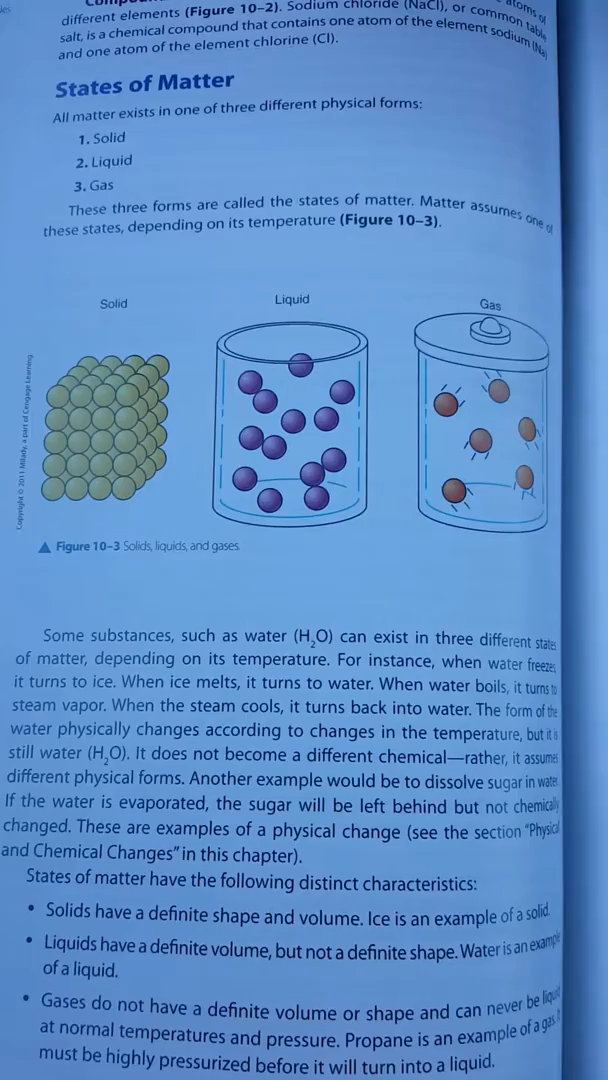 different elements (Figure 10–2). Sodium chloride (NaCl), or common table
salt, is a chemical compound that contains one atom of the element sodium (Na)
and one atom of the element chlorine (Cl).
States of Matter
All matter exists in one of three different physical forms:
1. Solid
2. Liquid
3. Gas
These three forms are called the states of matter. Matter assumes one of
these states, depending on its temperature (Figure 10–3).
Solid
Liquid
Gas
Copyright © 2011 Milady, a part of Cengage Learning.
▲ Figure 10–3 Solids, liquids, and gases.
Some substances, such as water (H₂O) can exist in three different states
of matter, depending on its temperature. For instance, when water freezes,
it turns to ice. When ice melts, it turns to water. When water boils, it turns to
steam vapor. When the steam cools, it turns back into water. The form of the
water physically changes according to changes in the temperature, but it is
still water (H₂O). It does not become a different chemical—rather, it assumes
different physical forms. Another example would be to dissolve sugar in water.
If the water is evaporated, the sugar will be left behind but not chemically
changed. These are examples of a physical change (see the section “Physical
and Chemical Changes” in this chapter).
States of matter have the following distinct characteristics:
• Solids have a definite shape and volume. Ice is an example of a solid.
• Liquids have a definite volume, but not a definite shape. Water is an example
of a liquid.
• Gases do not have a definite volume or shape and can never be liquid
at normal temperatures and pressure. Propane is an example of a gas. It
must be highly pressurized before it will turn into a liquid.